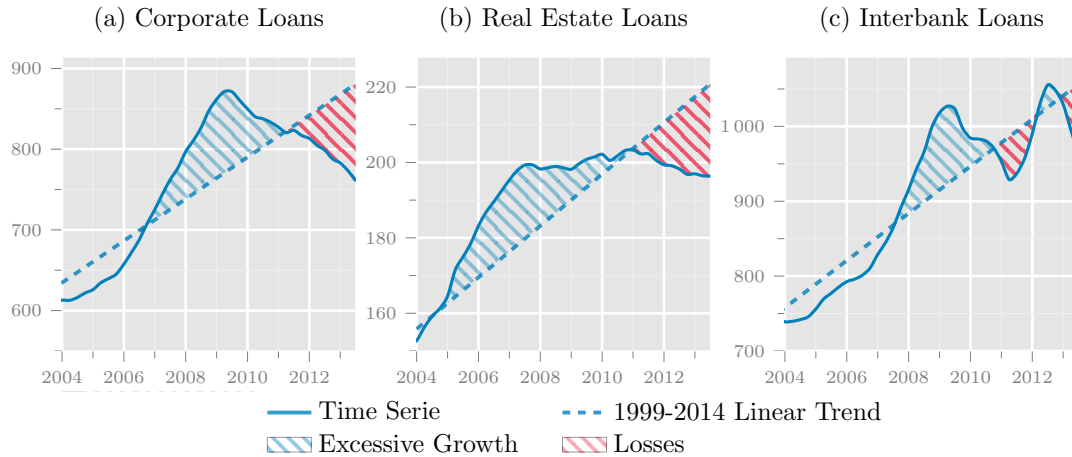 (a) Corporate Loans
(b) Real Estate Loans
(c) Interbank Loans
900
800
700
600
2004 2006 2008 2010 2012
220
200
180
160
2004 2006 2008 2010 2012
1 000
900
800
700
2004 2006 2008 2010 2012
Time Serie
1999-2014 Linear Trend
Excessive Growth
Losses